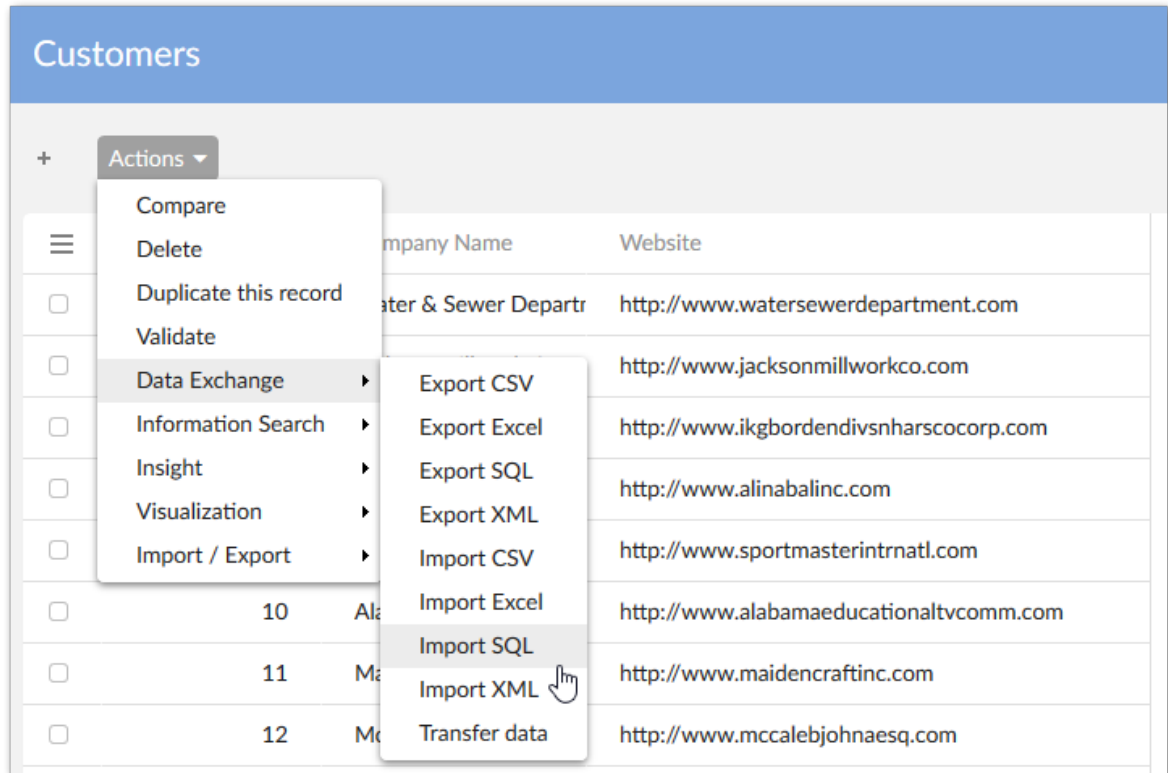 Customers
+ Actions
Compare
Delete
Duplicate this record
Validate
Data Exchange
Information Search
Insight
Visualization
Import / Export
Export CSV
Export Excel
Export SQL
Export XML
Import CSV
Import Excel
Import SQL
Import XML
Transfer data
Name Website
& Sewer http://www.watersewerdepartment.com
http://www.jacksonmillworkco.com
http://www.ikgbordendivsnharscocorp.com
http://www.alinabalinc.com
http://www.sportmasterintrnatl.com
10 http://www.alabamaeducationaltvcomm.com
11 http://www.maidencraftinc.com
12 http://www.mccalebjohnaesq.com